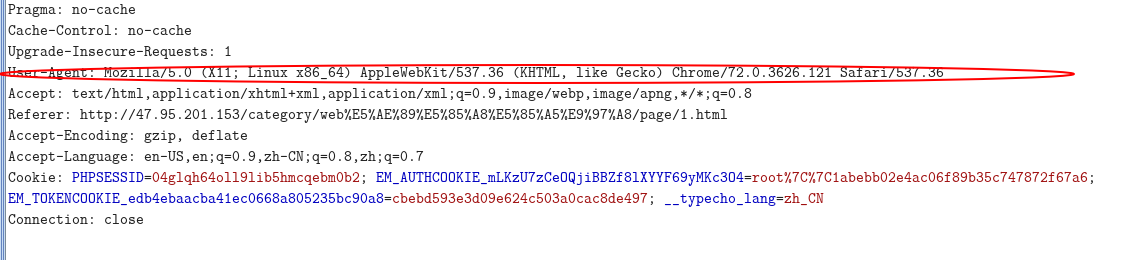 Pragma: no-cache
Cache-Control: no-cache
Upgrade-Insecure-Requests: 1
User-Agent: Mozilla/5.0 (X11; Linux x86_64) AppleWebKit/537.36 (KHTML, like Gecko) Chrome/72.0.3626.121 Safari/537.36
Accept: text/html,application/xhtml+xml,application/xml;q=0.9,image/webp,image/apng,*/*;q=0.8
Referer: http://47.95.201.153/category/web%E5%AE%89%E5%85%A8%E5%85%A5%E9%97%A8/page/1.html
Accept-Encoding: gzip, deflate
Accept-Language: en-US,en;q=0.9,zh-CN;q=0.8,zh;q=0.7
Cookie: PHPSESSID=04glqh64oll9lib5hmcqebm0b2; EM_AUTHCOOKIE_mLKzU7zCeOQjiBBZf8lXYYF69yMKc3O4=root%7C%7C1abebb02e4ac06f89b35c747872f67a6;
EM_TOKENCOOKIE_edb4ebaacba41ec0668a805235bc90a8=cbebd593e3d09e624c503a0cac8de497; __typecho_lang=zh_CN
Connection: close